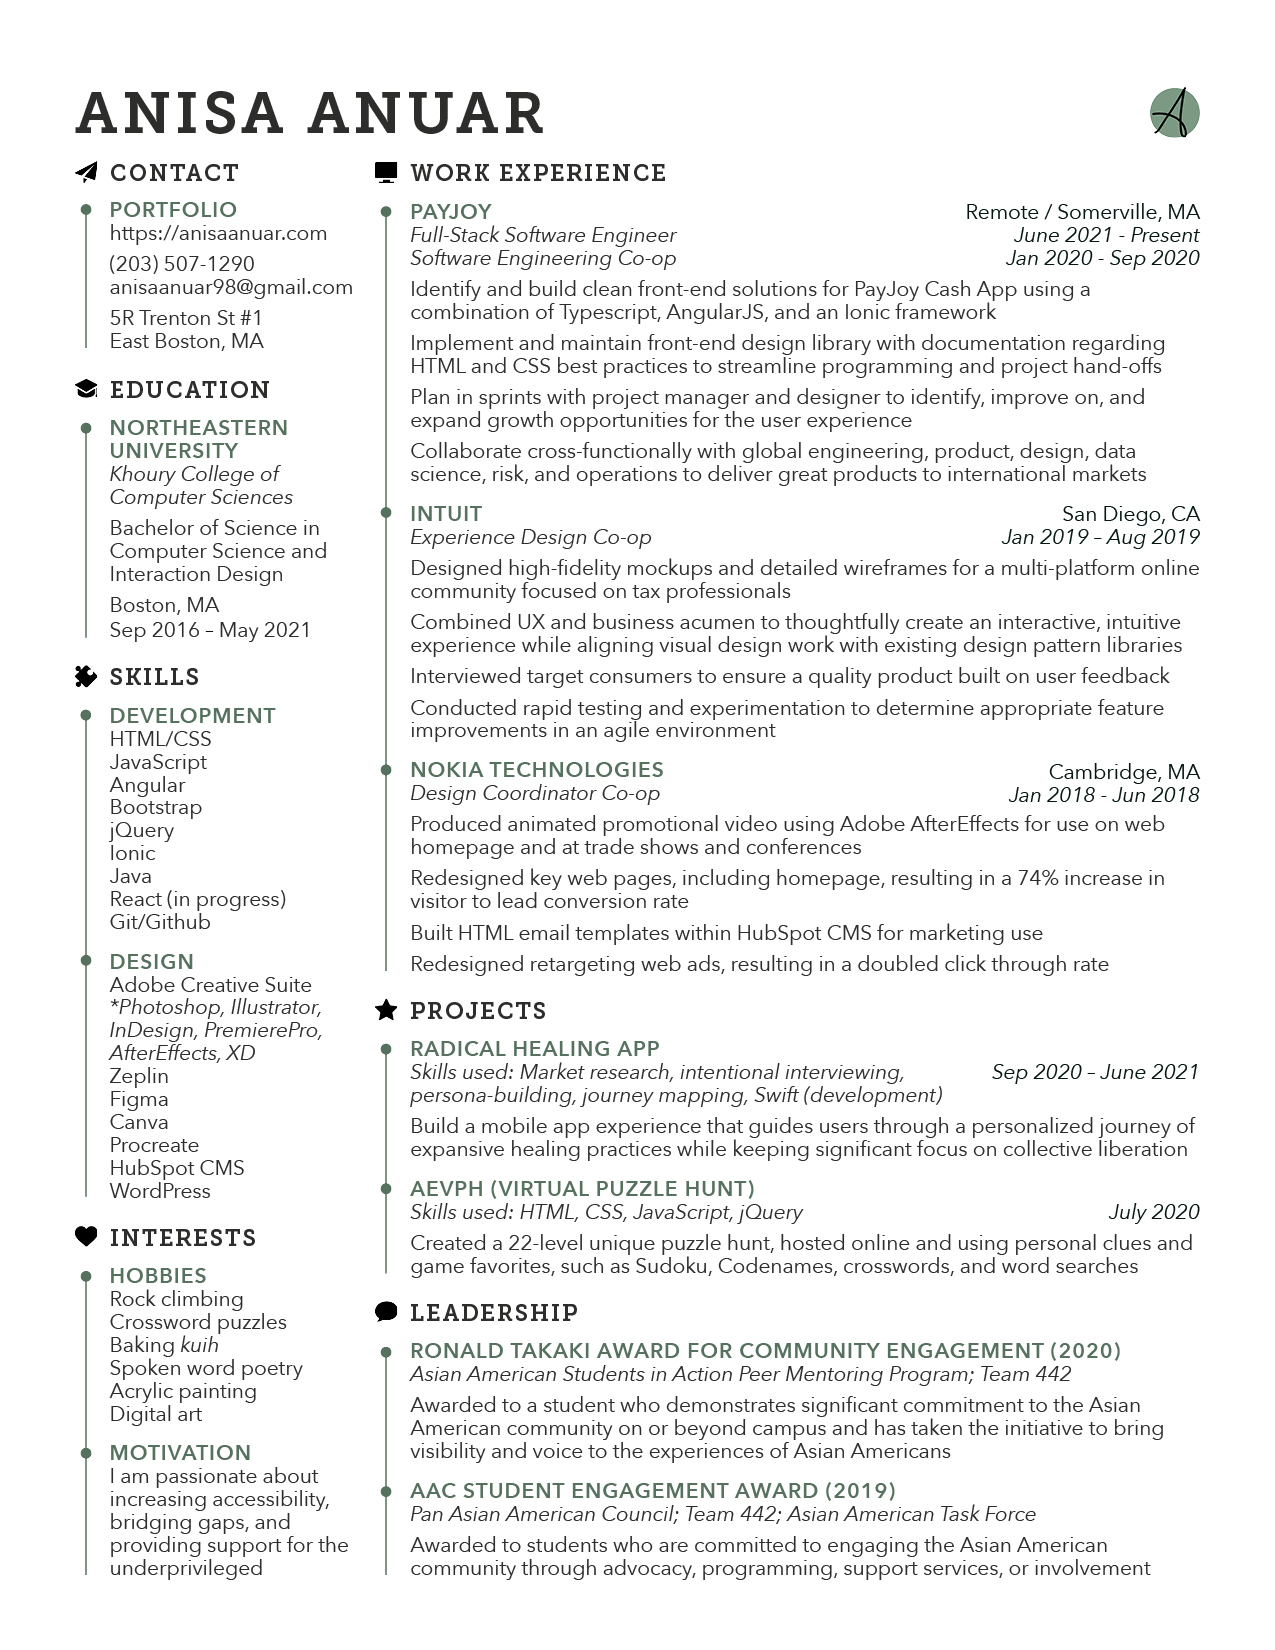 ANISA ANUAR
CONTACT
PORTFOLIO
https://anisaanuar.com
(203) 507-1290
anisaanuar98@gmail.com
5R Trenton St #1
East Boston, MA
EDUCATION
NORTHEASTERN
UNIVERSITY
Khoury College of
Computer Sciences
Bachelor of Science in
Computer Science and
Interaction Design
Boston, MA
Sep 2016 – May 2021
SKILLS
DEVELOPMENT
HTML/CSS
JavaScript
Angular
Bootstrap
jQuery
Ionic
Java
React (in progress)
Git/Github
DESIGN
Adobe Creative Suite
*Photoshop, Illustrator,
InDesign, PremierePro,
AfterEffects, XD
Zeplin
Figma
Canva
Procreate
HubSpot CMS
WordPress
INTERESTS
HOBBIES
Rock climbing
Crossword puzzles
Baking kuih
Spoken word poetry
Acrylic painting
Digital art
MOTIVATION
I am passionate about
increasing accessibility,
bridging gaps, and
providing support for the
underprivileged
A
WORK EXPERIENCE
PAYJOY Remote / Somerville, MA
Full-Stack Software Engineer June 2021 - Present
Software Engineering Co-op Jan 2020 - Sep 2020
Identify and build clean front-end solutions for PayJoy Cash App using a
combination of Typescript, AngularJS, and an Ionic framework
Implement and maintain front-end design library with documentation regarding
HTML and CSS best practices to streamline programming and project hand-offs
Plan in sprints with project manager and designer to identify, improve on, and
expand growth opportunities for the user experience
Collaborate cross-functionally with global engineering, product, design, data
science, risk, and operations to deliver great products to international markets
INTUIT San Diego, CA
Experience Design Co-op Jan 2019 – Aug 2019
Designed high-fidelity mockups and detailed wireframes for a multi-platform online
community focused on tax professionals
Combined UX and business acumen to thoughtfully create an interactive, intuitive
experience while aligning visual design work with existing design pattern libraries
Interviewed target consumers to ensure a quality product built on user feedback
Conducted rapid testing and experimentation to determine appropriate feature
improvements in an agile environment
NOKIA TECHNOLOGIES Cambridge, MA
Design Coordinator Co-op Jan 2018 - Jun 2018
Produced animated promotional video using Adobe AfterEffects for use on web
homepage and at trade shows and conferences
Redesigned key web pages, including homepage, resulting in a 74% increase in
visitor to lead conversion rate
Built HTML email templates within HubSpot CMS for marketing use
Redesigned retargeting web ads, resulting in a doubled click through rate
PROJECTS
RADICAL HEALING APP
Skills used: Market research, intentional interviewing, Sep 2020 – June 2021
persona-building, journey mapping, Swift (development)
Build a mobile app experience that guides users through a personalized journey of
expansive healing practices while keeping significant focus on collective liberation
AEVPH (VIRTUAL PUZZLE HUNT)
Skills used: HTML, CSS, JavaScript, jQuery July 2020
Created a 22-level unique puzzle hunt, hosted online and using personal clues and
game favorites, such as Sudoku, Codenames, crosswords, and word searches
LEADERSHIP
RONALD TAKAKI AWARD FOR COMMUNITY ENGAGEMENT (2020)
Asian American Students in Action Peer Mentoring Program; Team 442
Awarded to a student who demonstrates significant commitment to the Asian
American community on or beyond campus and has taken the initiative to bring
visibility and voice to the experiences of Asian Americans
AAC STUDENT ENGAGEMENT AWARD (2019)
Pan Asian American Council; Team 442; Asian American Task Force
Awarded to students who are committed to engaging the Asian American
community through advocacy, programming, support services, or involvement